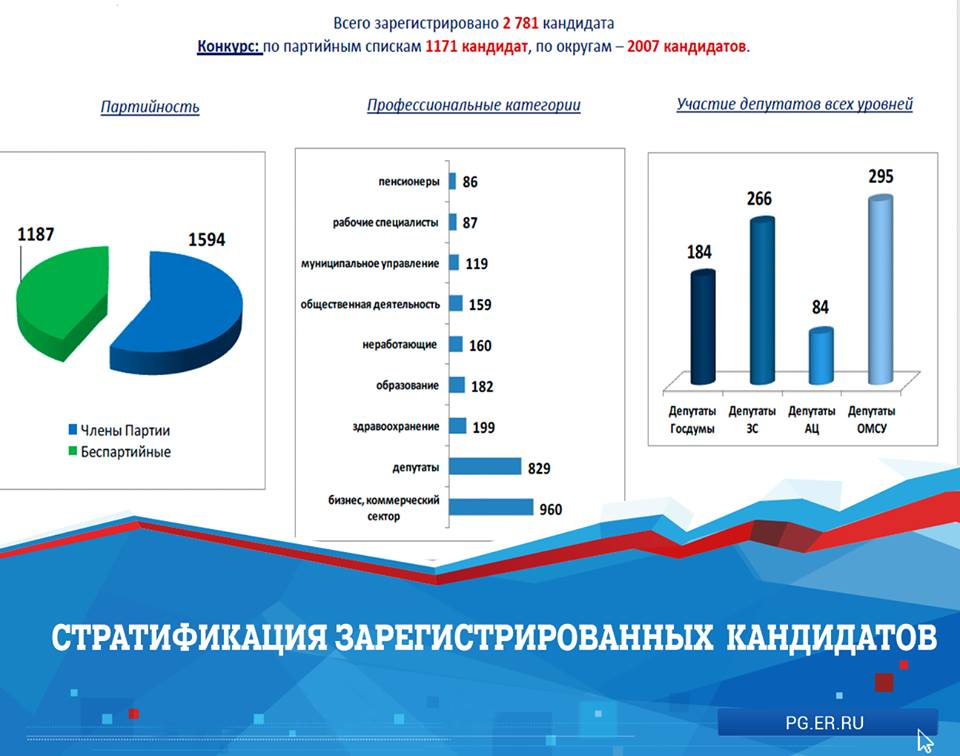 Всего зарегистрировано 2 781 кандидата
Конкурс: по партийным спискам 1171 кандидат, по округам – 2007 кандидатов.
Партийность
1187
1594
Члены Партии
Беспартийные
Профессиональные категории
пенсионеры 86
рабочие специалисты 87
муниципальное управление 119
общественная деятельность 159
неработающие 160
образование 182
здравоохранение 199
депутаты 829
бизнес, коммерческий
сектор 960
Участие депутатов всех уровней
184
266
84
295
Депутаты Депутаты Депутаты Депутаты
Госдумы ЗС АЦ ОМСУ
СТРАТИФИКАЦИЯ ЗАРЕГИСТРИРОВАННЫХ КАНДИДАТОВ
PG.ER.RU